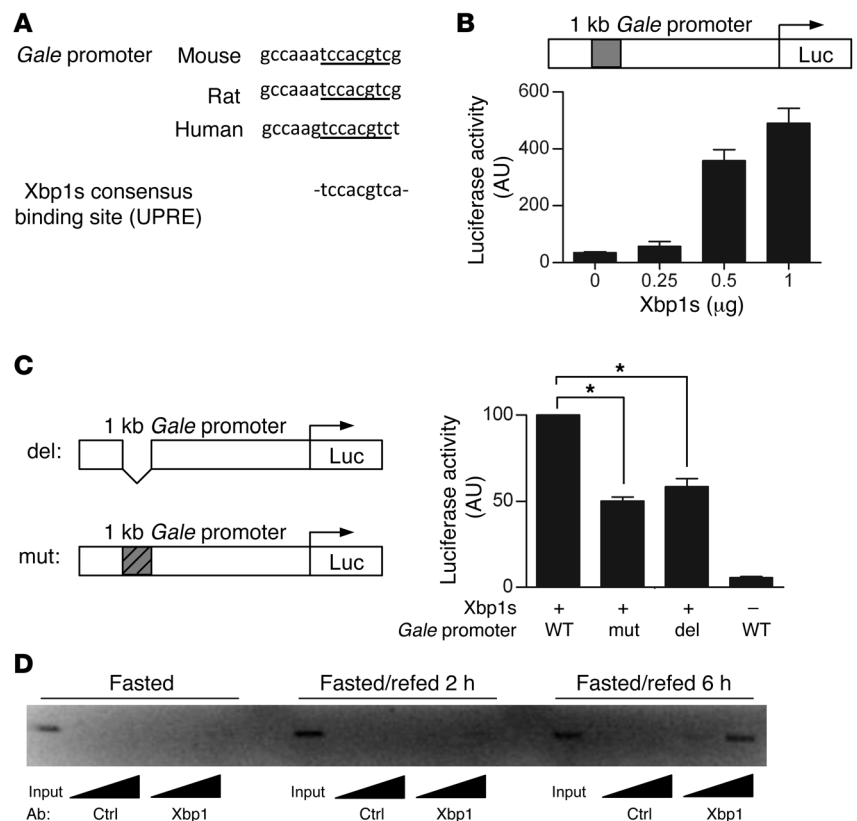 A
Gale promoter Mouse gccaaatccacgtcg
Rat gccaaatccacgtcg
Human gccaagtccacgtct
Xbp1s consensus -tccacgtca-
binding site (UPRE)
B
1 kb Gale promoter
Luc
Luciferase activity
(AU)
600
400
200
0
0 0.25 0.5 1
Xbp1s (µg)
C
1 kb Gale promoter
del:
Luc
1 kb Gale promoter
mut:
Luc
Luciferase activity
(AU)
100
50
0
*
*
Xbp1s + + + –
Gale promoter WT mut del WT
D
Fasted Fasted/refed 2 h Fasted/refed 6 h
Input Input Input
Ab: Ctrl Xbp1 Ctrl Xbp1 Ctrl Xbp1